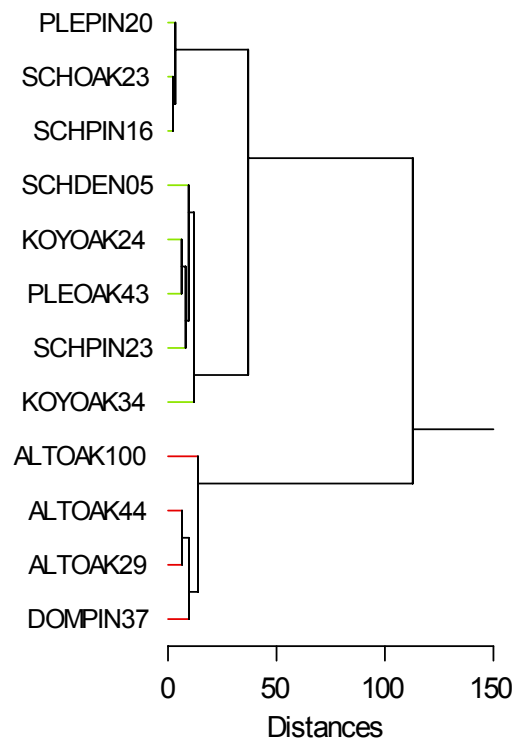 PLEPIN20
SCHOAK23
SCHPIN16
SCHDEN05
KOYOAK24
PLEOAK43
SCHPIN23
KOYOAK34
ALTOAK100
ALTOAK44
ALTOAK29
DOMPIN37
0 50 100 150
Distances